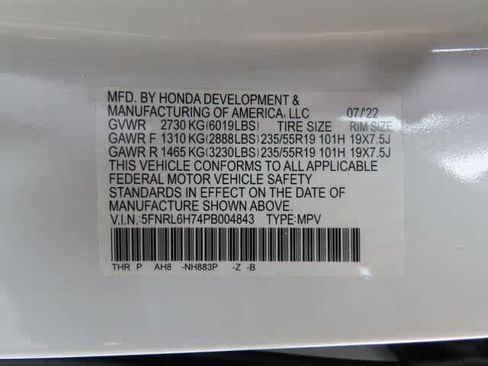 MFD. BY HONDA DEVELOPMENT &
MANUFACTURING OF AMERICA, LLC 07/22
GVWR 2730 KG(6019LBS) TIRE SIZE RIM SIZE
GAWR F 1310 KG(2888LBS) 235/55R19 101H 19X7.5J
GAWR R 1465 KG(3230LBS) 235/55R19 101H 19X7.5J
THIS VEHICLE CONFORMS TO ALL APPLICABLE
FEDERAL MOTOR VEHICLE SAFETY
STANDARDS IN EFFECT ON THE DATE OF
MANUFACTURE SHOWN ABOVE.
V.I.N.:5FNRL6H74PB004843 TYPE:MPV
THR P AH8 -NH883P -Z -B